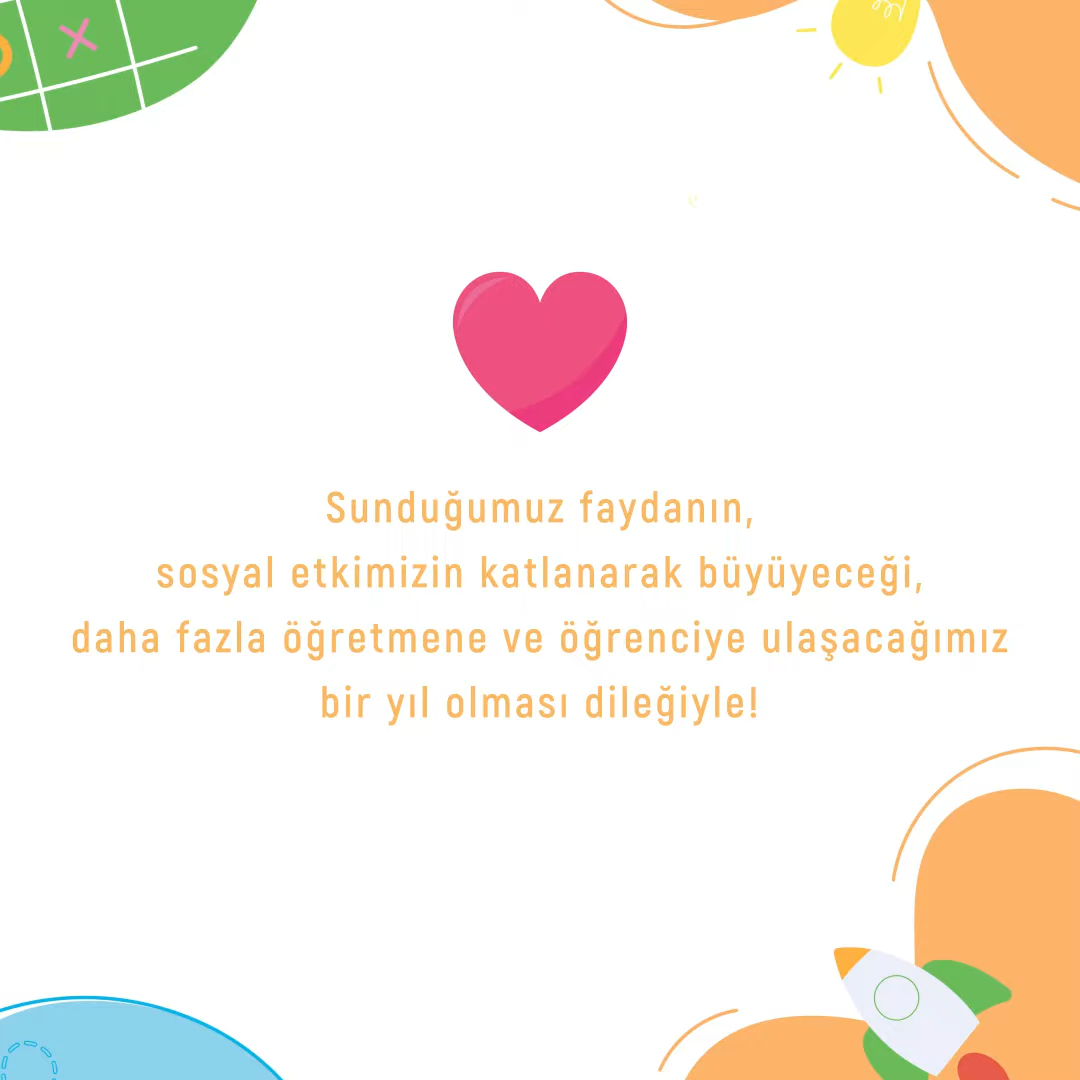 Sunduğumuz faydanın,
sosyal etkimizin katlanarak büyüyeceği,
daha fazla öğretmene ve öğrenciye ulaşacağımız
bir yıl olması dileğiyle!